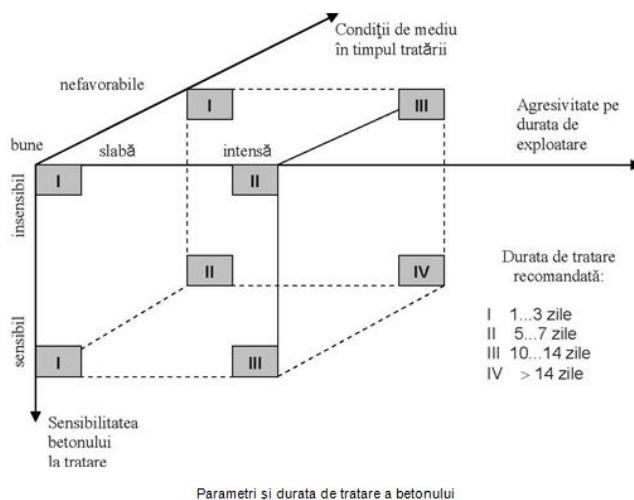 Condiţii de mediu
în timpul tratării
nefavorabile
I
III
Agresivitate pe
durata de
exploatare
bune
slabă
intensă
I
II
insensibil
II
IV
Durata de tratare
recomandată:
I 1...3 zile
II 5...7 zile
III 10...14 zile
IV > 14 zile
sensibil
I
III
Sensibilitatea
betonului
la tratare
Parametri şi durata de tratare a betonului